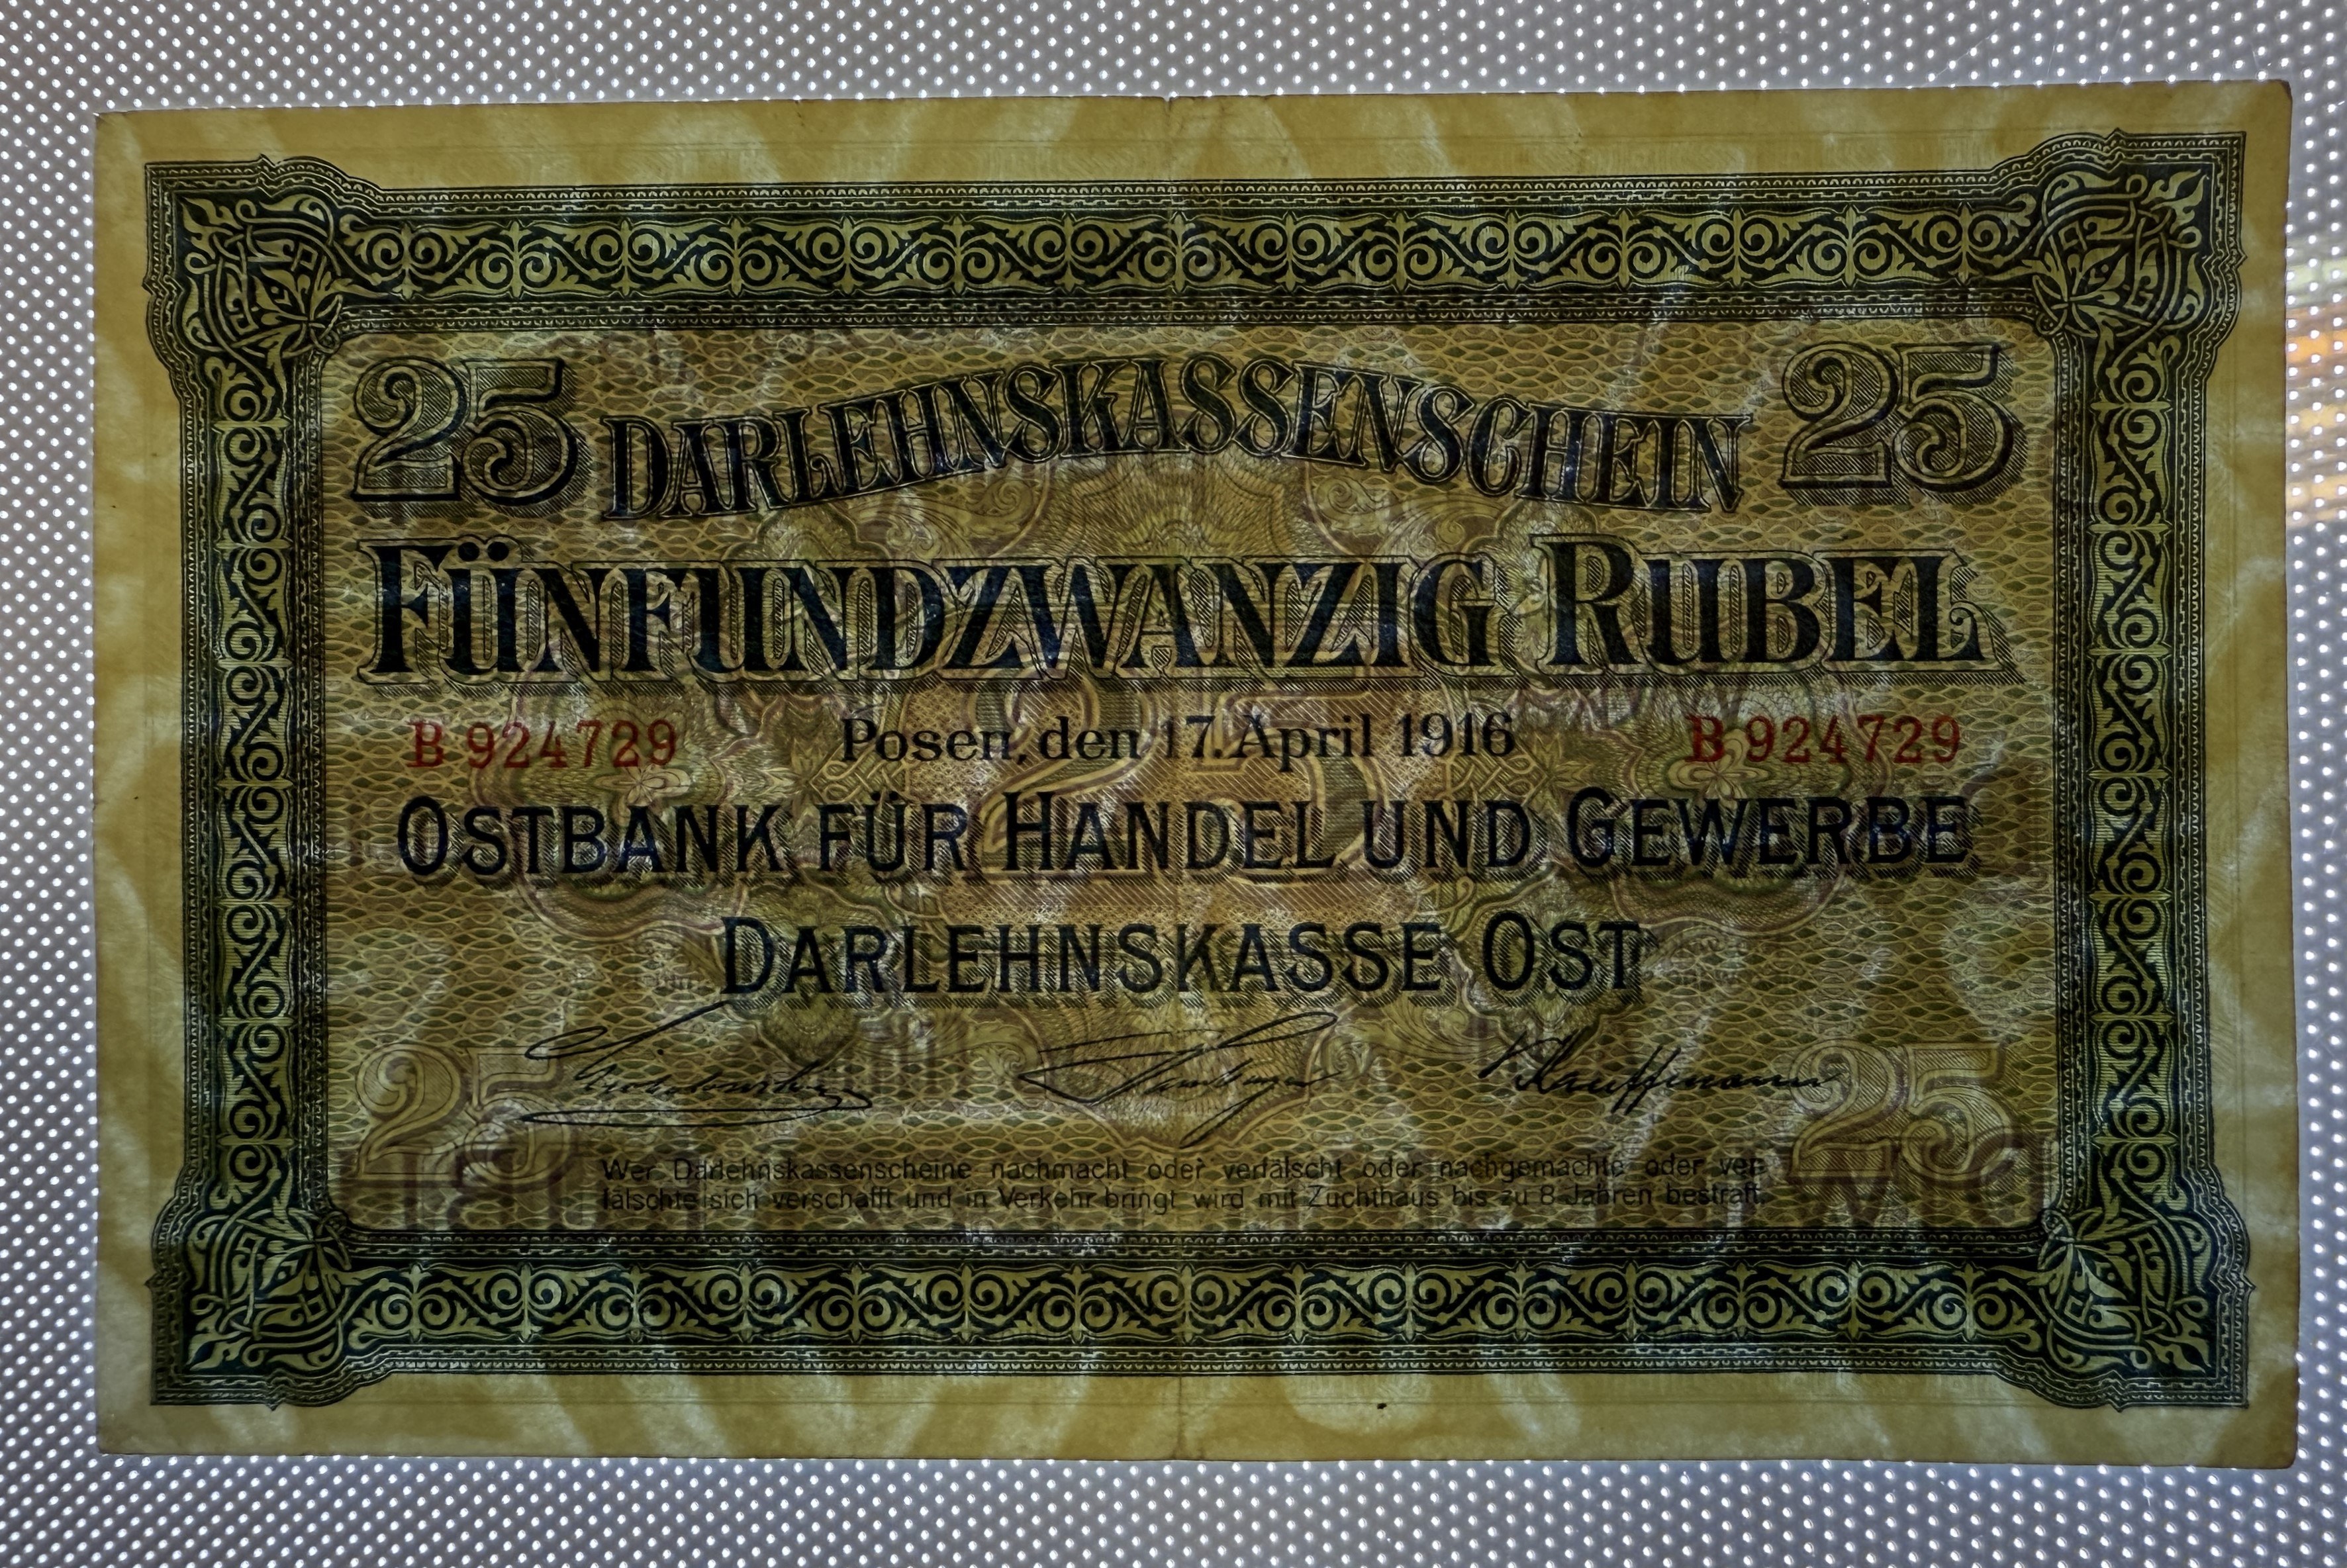 25 DARLEHNSKASSENSCHEIN 25
FÜNFUNDZWANZIG RUBEL
B 924729 Posen, den 17. April 1916 B 924729
OSTBANK FÜR HANDEL UND GEWERBE
25
DARLEHNSKASSE OST
Kauffmann
25 25
Wer Darlehnskassenscheine nachmacht oder verfälscht oder nachgemachte oder ver-
fälschte sich verschafft und in Verkehr bringt wird mit Zuchthaus bis zu 8 Jahren bestraft.